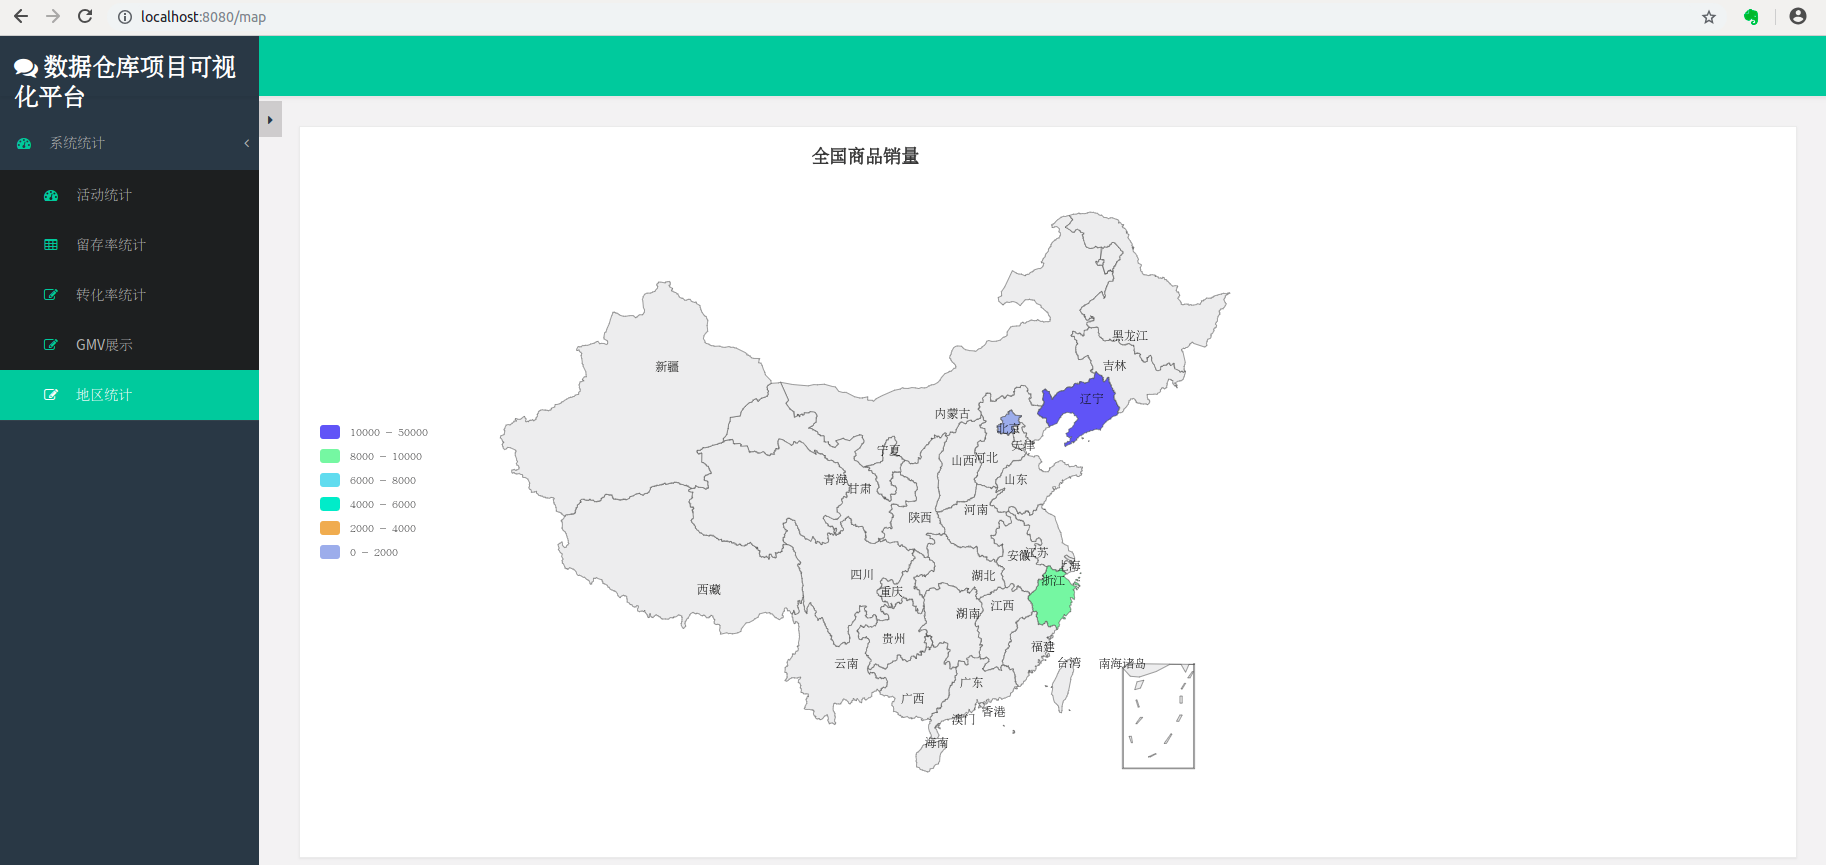 localhost:8080/map
数据仓库项目可视
化平台
系统统计
活动统计
留存率统计
转化率统计
GMV展示
地区统计
全国商品销量
10000 - 50000
8000 - 10000
6000 - 8000
4000 - 6000
2000 - 4000
0 - 2000
黑龙江
吉林
新疆
辽宁
内蒙古
北京
天津
宁夏
山西
河北
青海
甘肃
山东
河南
陕西
安徽
江苏
上海
四川
湖北
浙江
西藏
重庆
江西
湖南
贵州
福建
云南
台湾
南海诸岛
广东
广西
香港
澳门
海南